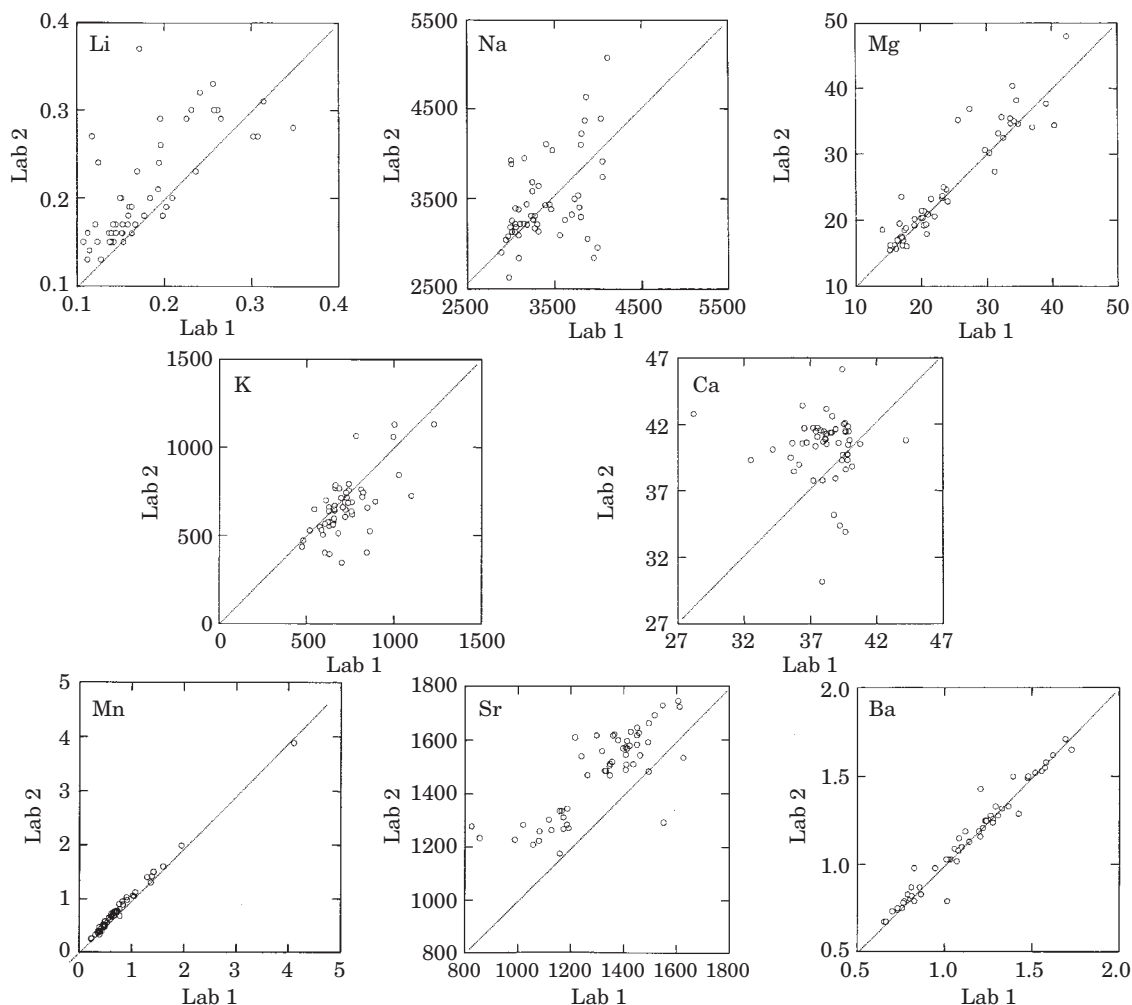 0.4
Li
0.3
Lab 2
0.2
0.1
0.1 0.2 0.3 0.4
Lab 1
5500
Na
4500
Lab 2
3500
2500
2500 3500 4500 5500
Lab 1
50
Mg
40
Lab 2
30
20
10
10 20 30 40 50
Lab 1
1500
K
1000
Lab 2
500
0
0 500 1000 1500
Lab 1
47
Ca
42
Lab 2
37
32
27
27 32 37 42 47
Lab 1
5
Mn
4
3
Lab 2
2
1
0
0 1 2 3 4 5
Lab 1
1800
Sr
1600
1400
Lab 2
1200
1000
800
800 1000 1200 1400 1600 1800
Lab 1
2.0
Ba
1.5
Lab 2
1.0
0.5
0.5 1.0 1.5 2.0
Lab 1